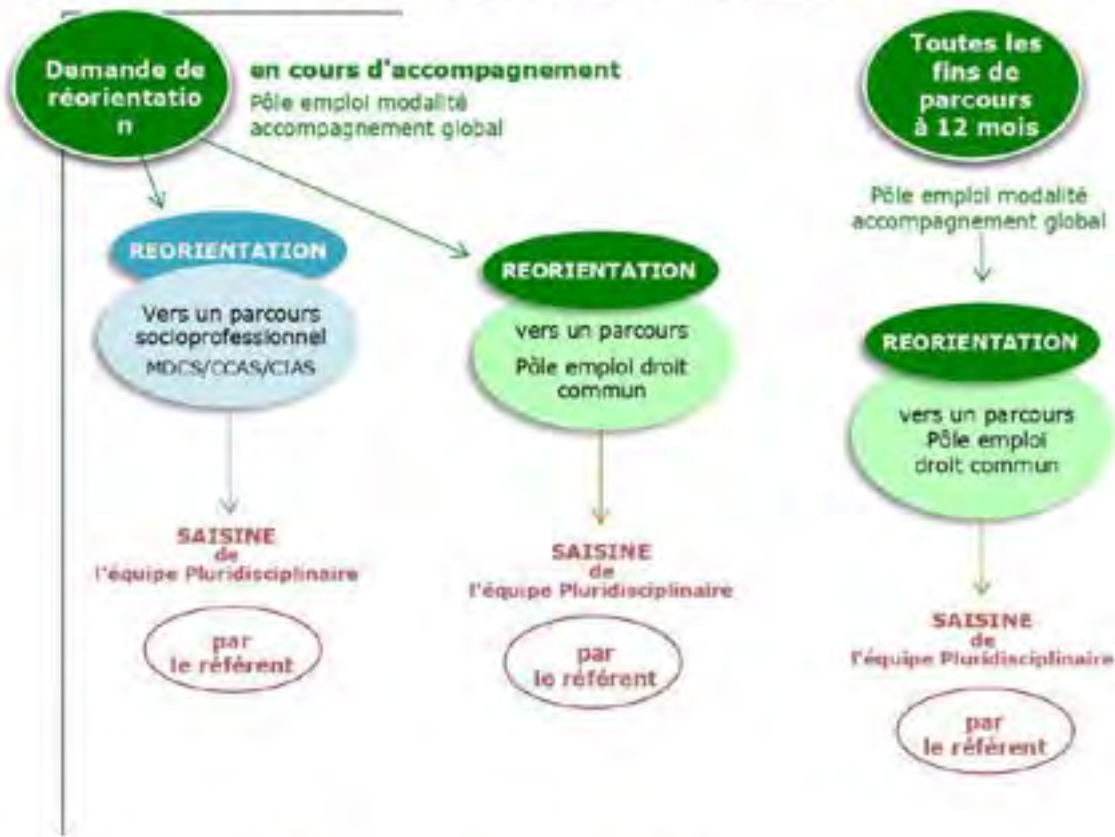 Demande de
réorientatio
n
en cours d'accompagnement
Pôle emploi modalité
accompagnement global
REORIENTATION
Vers un parcours
socioprofessionnel
MDCS/CCAS/CIAS
SAISINE
de
l'équipe Pluridisciplinaire
par
le référent
REORIENTATION
vers un parcours
Pôle emploi droit
commun
SAISINE
de
l'équipe Pluridisciplinaire
par
le référent
Toutes les
fins de
parcours
à 12 mois
Pôle emploi modalité
accompagnement global
REORIENTATION
vers un parcours
Pôle emploi
droit commun
SAISINE
de
l'équipe Pluridisciplinaire
par
le référent